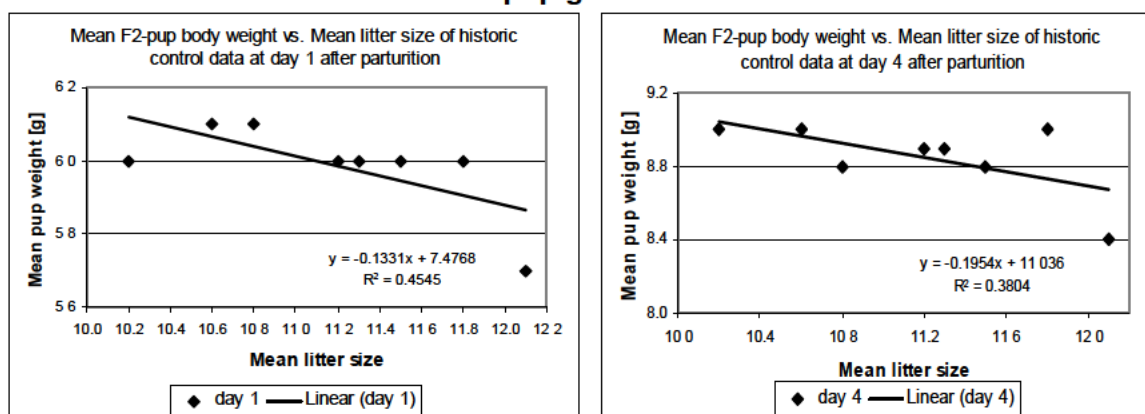 Mean F2-pup body weight vs. Mean litter size of historic
control data at day 1 after parturition
Mean pup weight [g]
6 2
6 0
5 8
5 6
y = -0.1331x + 7.4768
R² = 0.4545
10.0 10.2 10.4 10.6 10.8 11.0 11.2 11.4 11.6 11.8 12.0 12 2
Mean litter size
day 1 Linear (day 1)
Mean F2-pup body weight vs. Mean litter size of historic
control data at day 4 after parturition
Mean pup weight [g]
9.2
8.8
8.4
8.0
y = -0.1954x + 11 036
R² = 0.3804
10 0 10.4 10.8 11.2 11 6 12 0
Mean litter size
day 4 Linear (day 4)